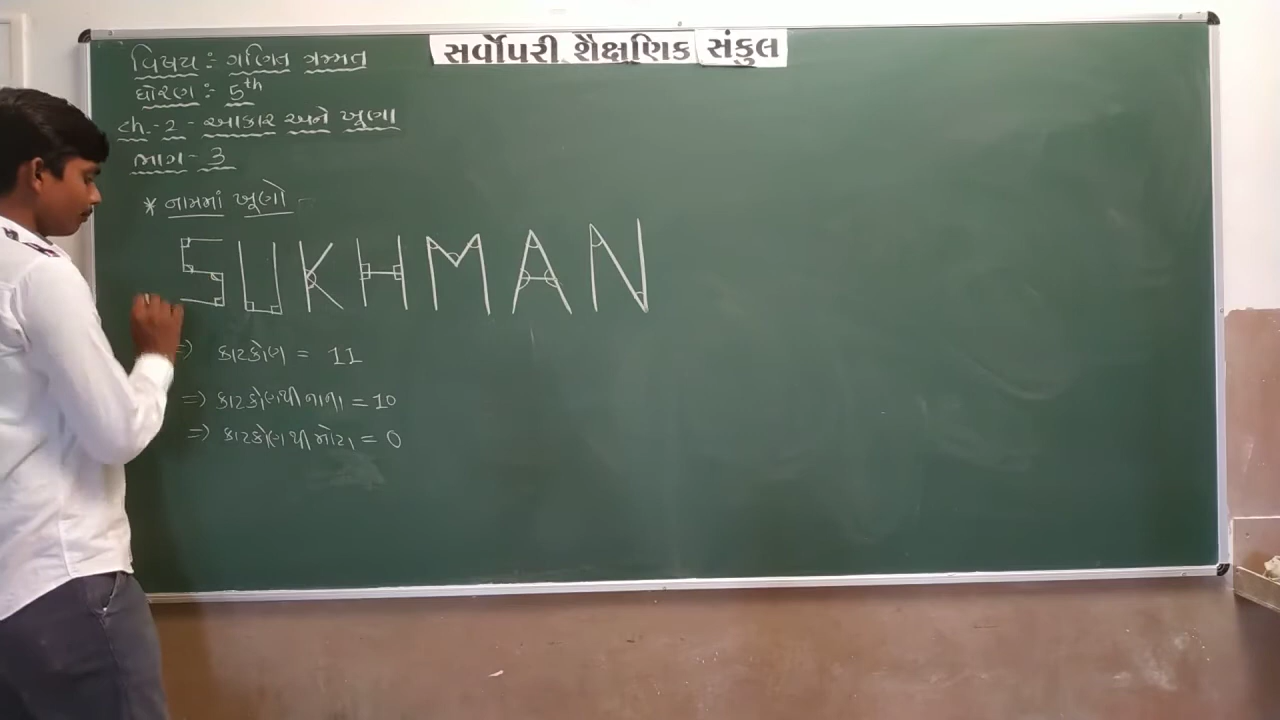 સર્વોપરી શૈક્ષણિક સંકુલ
વિષય : ગણિત ગમ્મત
ધોરણ : 5th
ch.-2 - આકાર અને ખૂણા
ભાગ - 3
* નામમાં ખૂણો -
SUKHMAN
⇒ કાટકોણ = 11
⇒ કાટકોણથી નાના = 10
⇒ કાટકોણથી મોટા = 0